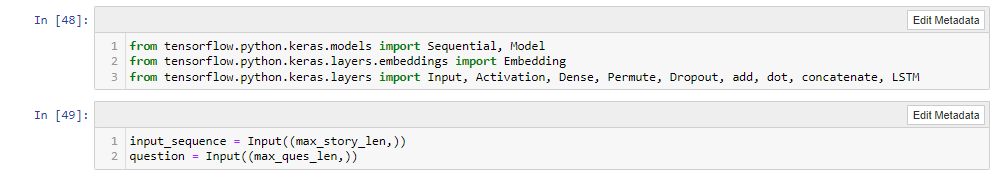 In [48]:
Edit Metadata
1 from tensorflow.python.keras.models import Sequential, Model
2 from tensorflow.python.keras.layers.embeddings import Embedding
3 from tensorflow.python.keras.layers import Input, Activation, Dense, Permute, Dropout, add, dot, concatenate, LSTM
In [49]:
Edit Metadata
1 input_sequence = Input((max_story_len,))
2 question = Input((max_ques_len,))